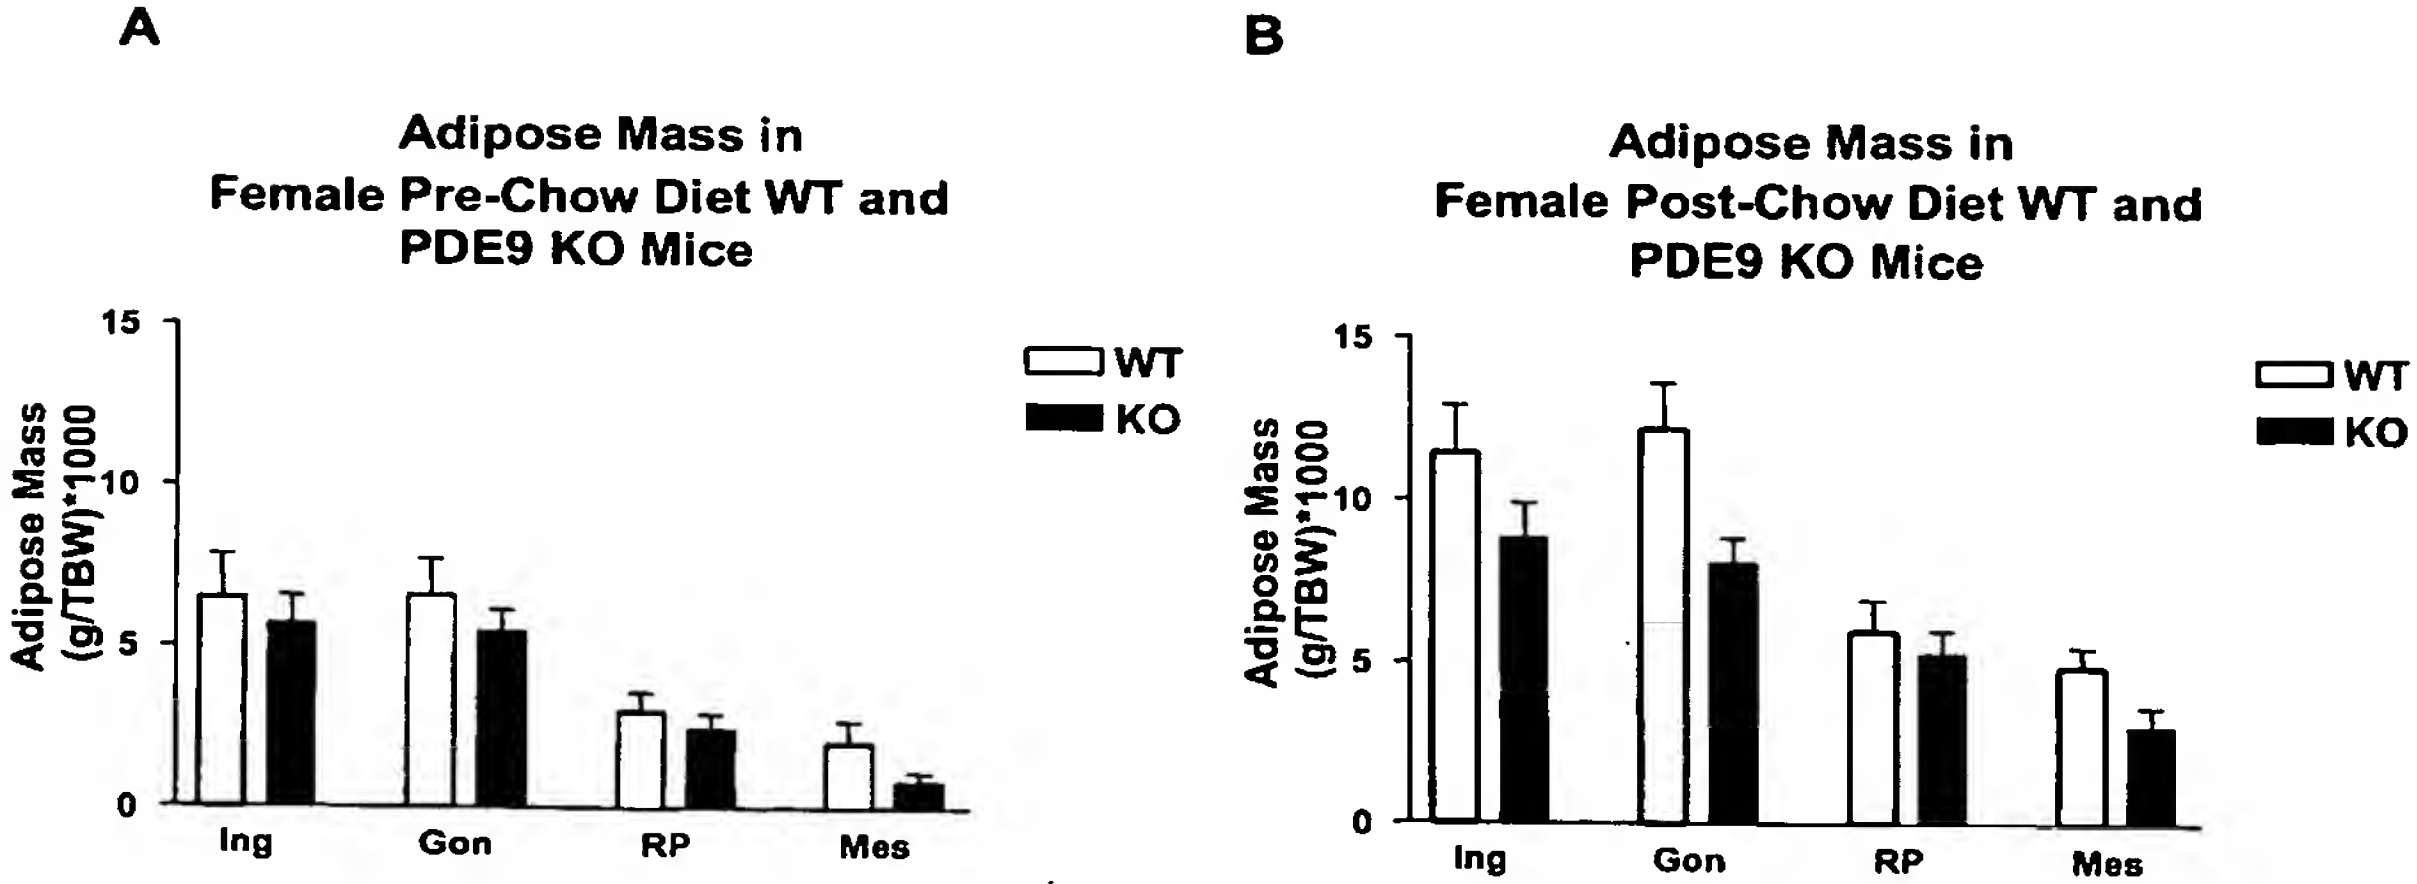 A
Adipose Mass in
Female Pre-Chow Diet WT and
PDE9 KO Mice
Adipose Mass
(g/TBW)*1000
15
10
5
0
Ing Gon RP Mes
WT
KO
B
Adipose Mass in
Female Post-Chow Diet WT and
PDE9 KO Mice
Adipose Mass
(g/TBW)*1000
15
10
5
0
Ing Gon RP Mes
WT
KO